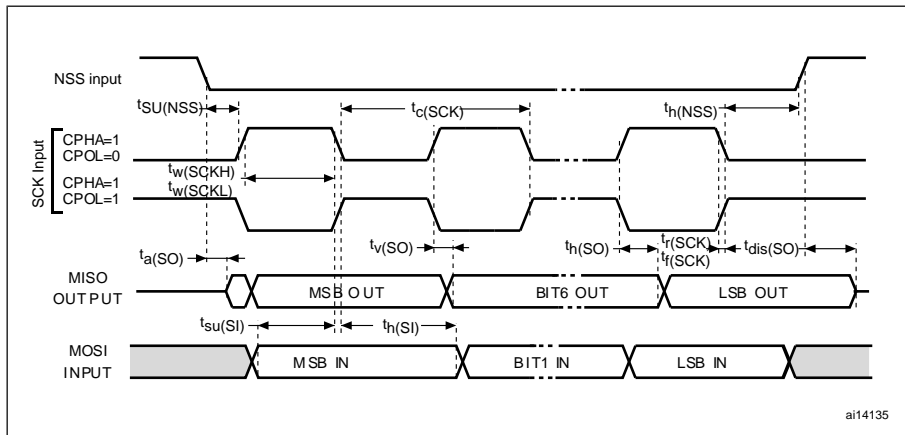 NSS input
tSU(NSS)
tc(SCK)
th(NSS)
SCK Input
CPHA=1
CPOL=0
CPHA=1
CPOL=1
tw(SCKH)
tw(SCKL)
ta(SO)
tv(SO)
th(SO)
tr(SCK)
tf(SCK)
tdis(SO)
MISO
OUTPUT
MSB OUT
BIT6 OUT
LSB OUT
tsu(SI)
th(SI)
MOSI
INPUT
MSB IN
BIT1 IN
LSB IN
ai14135